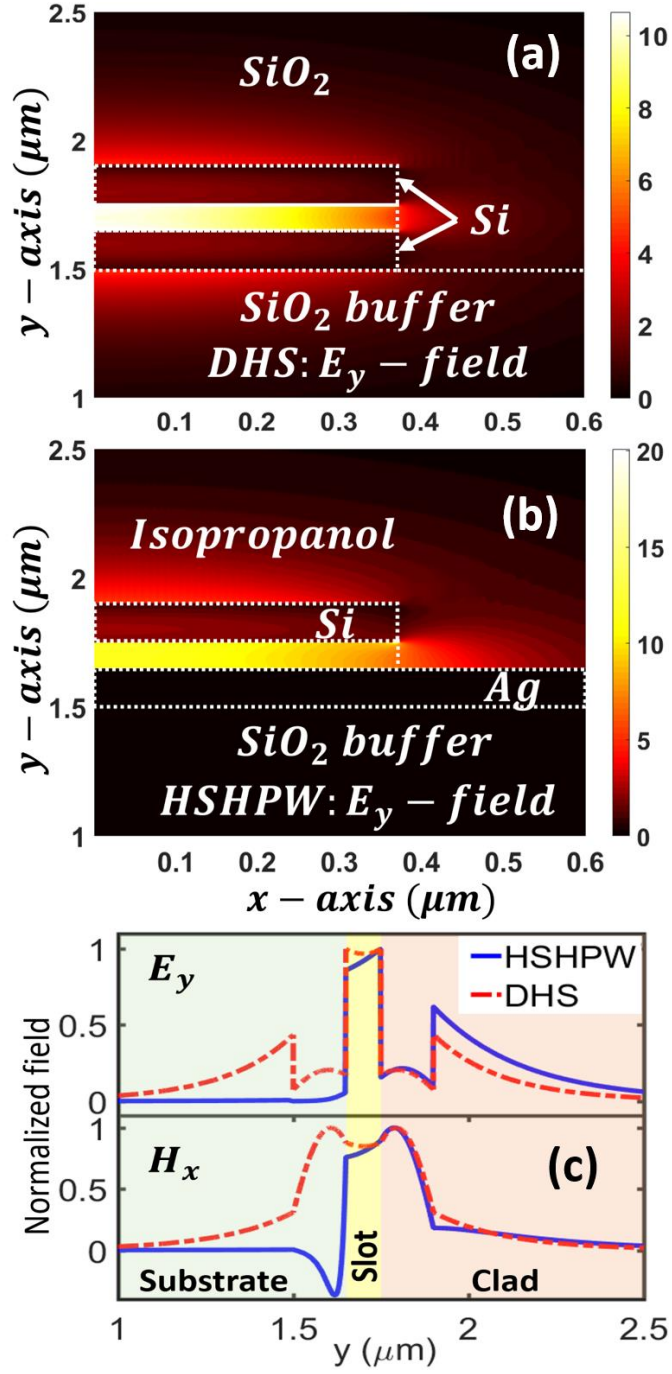 2.5
(a)
10
SiO₂
8
2
6
y − axis (μm)
Si
4
1.5
SiO₂ buffer
2
DHS: E_y − field
1
0
0.1 0.2 0.3 0.4 0.5 0.6
2.5
20
(b)
Isopropanol
15
2
Si
10
y − axis (μm)
Ag
1.5
SiO₂ buffer
5
HSHPW: E_y − field
1
0
0.1 0.2 0.3 0.4 0.5 0.6
x − axis (μm)
1
E_y
HSHPW
DHS
0.5
0
Normalized field
1
H_x
(c)
0.5
0
Substrate
Slot
Clad
1 1.5 2 2.5
y (μm)